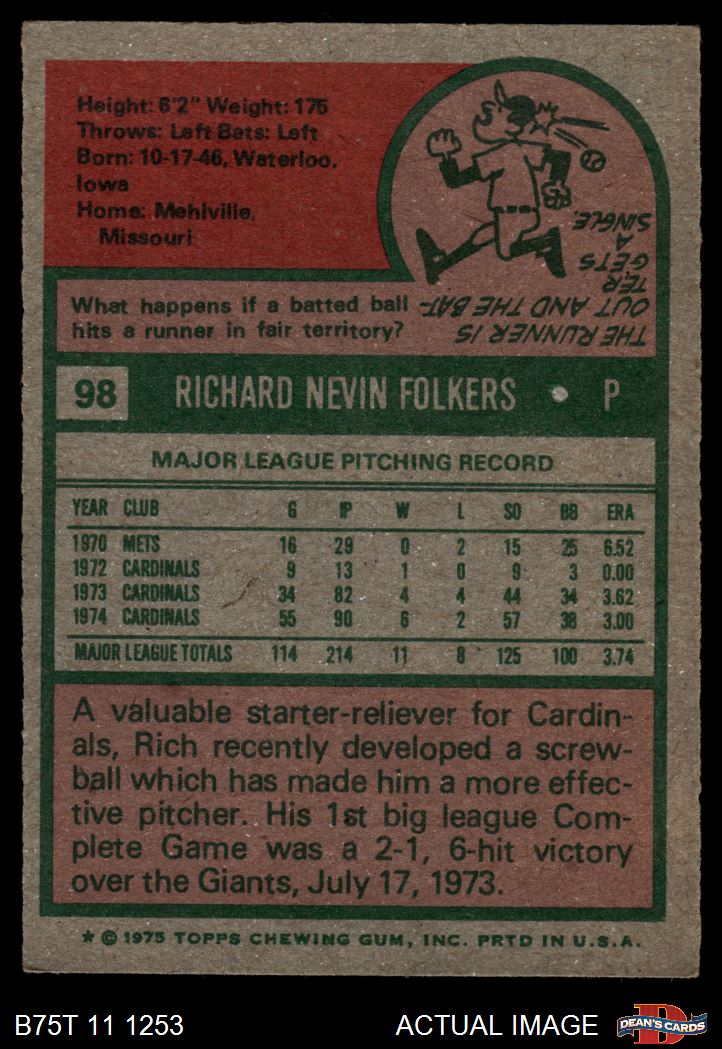 Height: 6'2" Weight: 175
Throws: Left Bats: Left
Born: 10-17-46, Waterloo,
Iowa
Home: Mehlville,
Missouri
What happens if a batted ball
hits a runner in fair territory?
THE RUNNER IS
OUT AND THE BAT-
TER
GETS
A
SINGLE.
98 RICHARD NEVIN FOLKERS • P
MAJOR LEAGUE PITCHING RECORD
YEAR CLUB G IP W L SO BB ERA
1970 METS 16 29 0 2 15 25 6.52
1972 CARDINALS 9 13 1 0 9 3 0.00
1973 CARDINALS 34 82 4 4 44 34 3.62
1974 CARDINALS 55 90 6 2 57 38 3.00
MAJOR LEAGUE TOTALS 114 214 11 8 125 100 3.74
A valuable starter-reliever for Cardin-
als, Rich recently developed a screw-
ball which has made him a more effec-
tive pitcher. His 1st big league Com-
plete Game was a 2-1, 6-hit victory
over the Giants, July 17, 1973.
* © 1975 TOPPS CHEWING GUM, INC. PRTD IN U.S.A.
B75T 11 1253 ACTUAL IMAGE DEAN'S CARDS